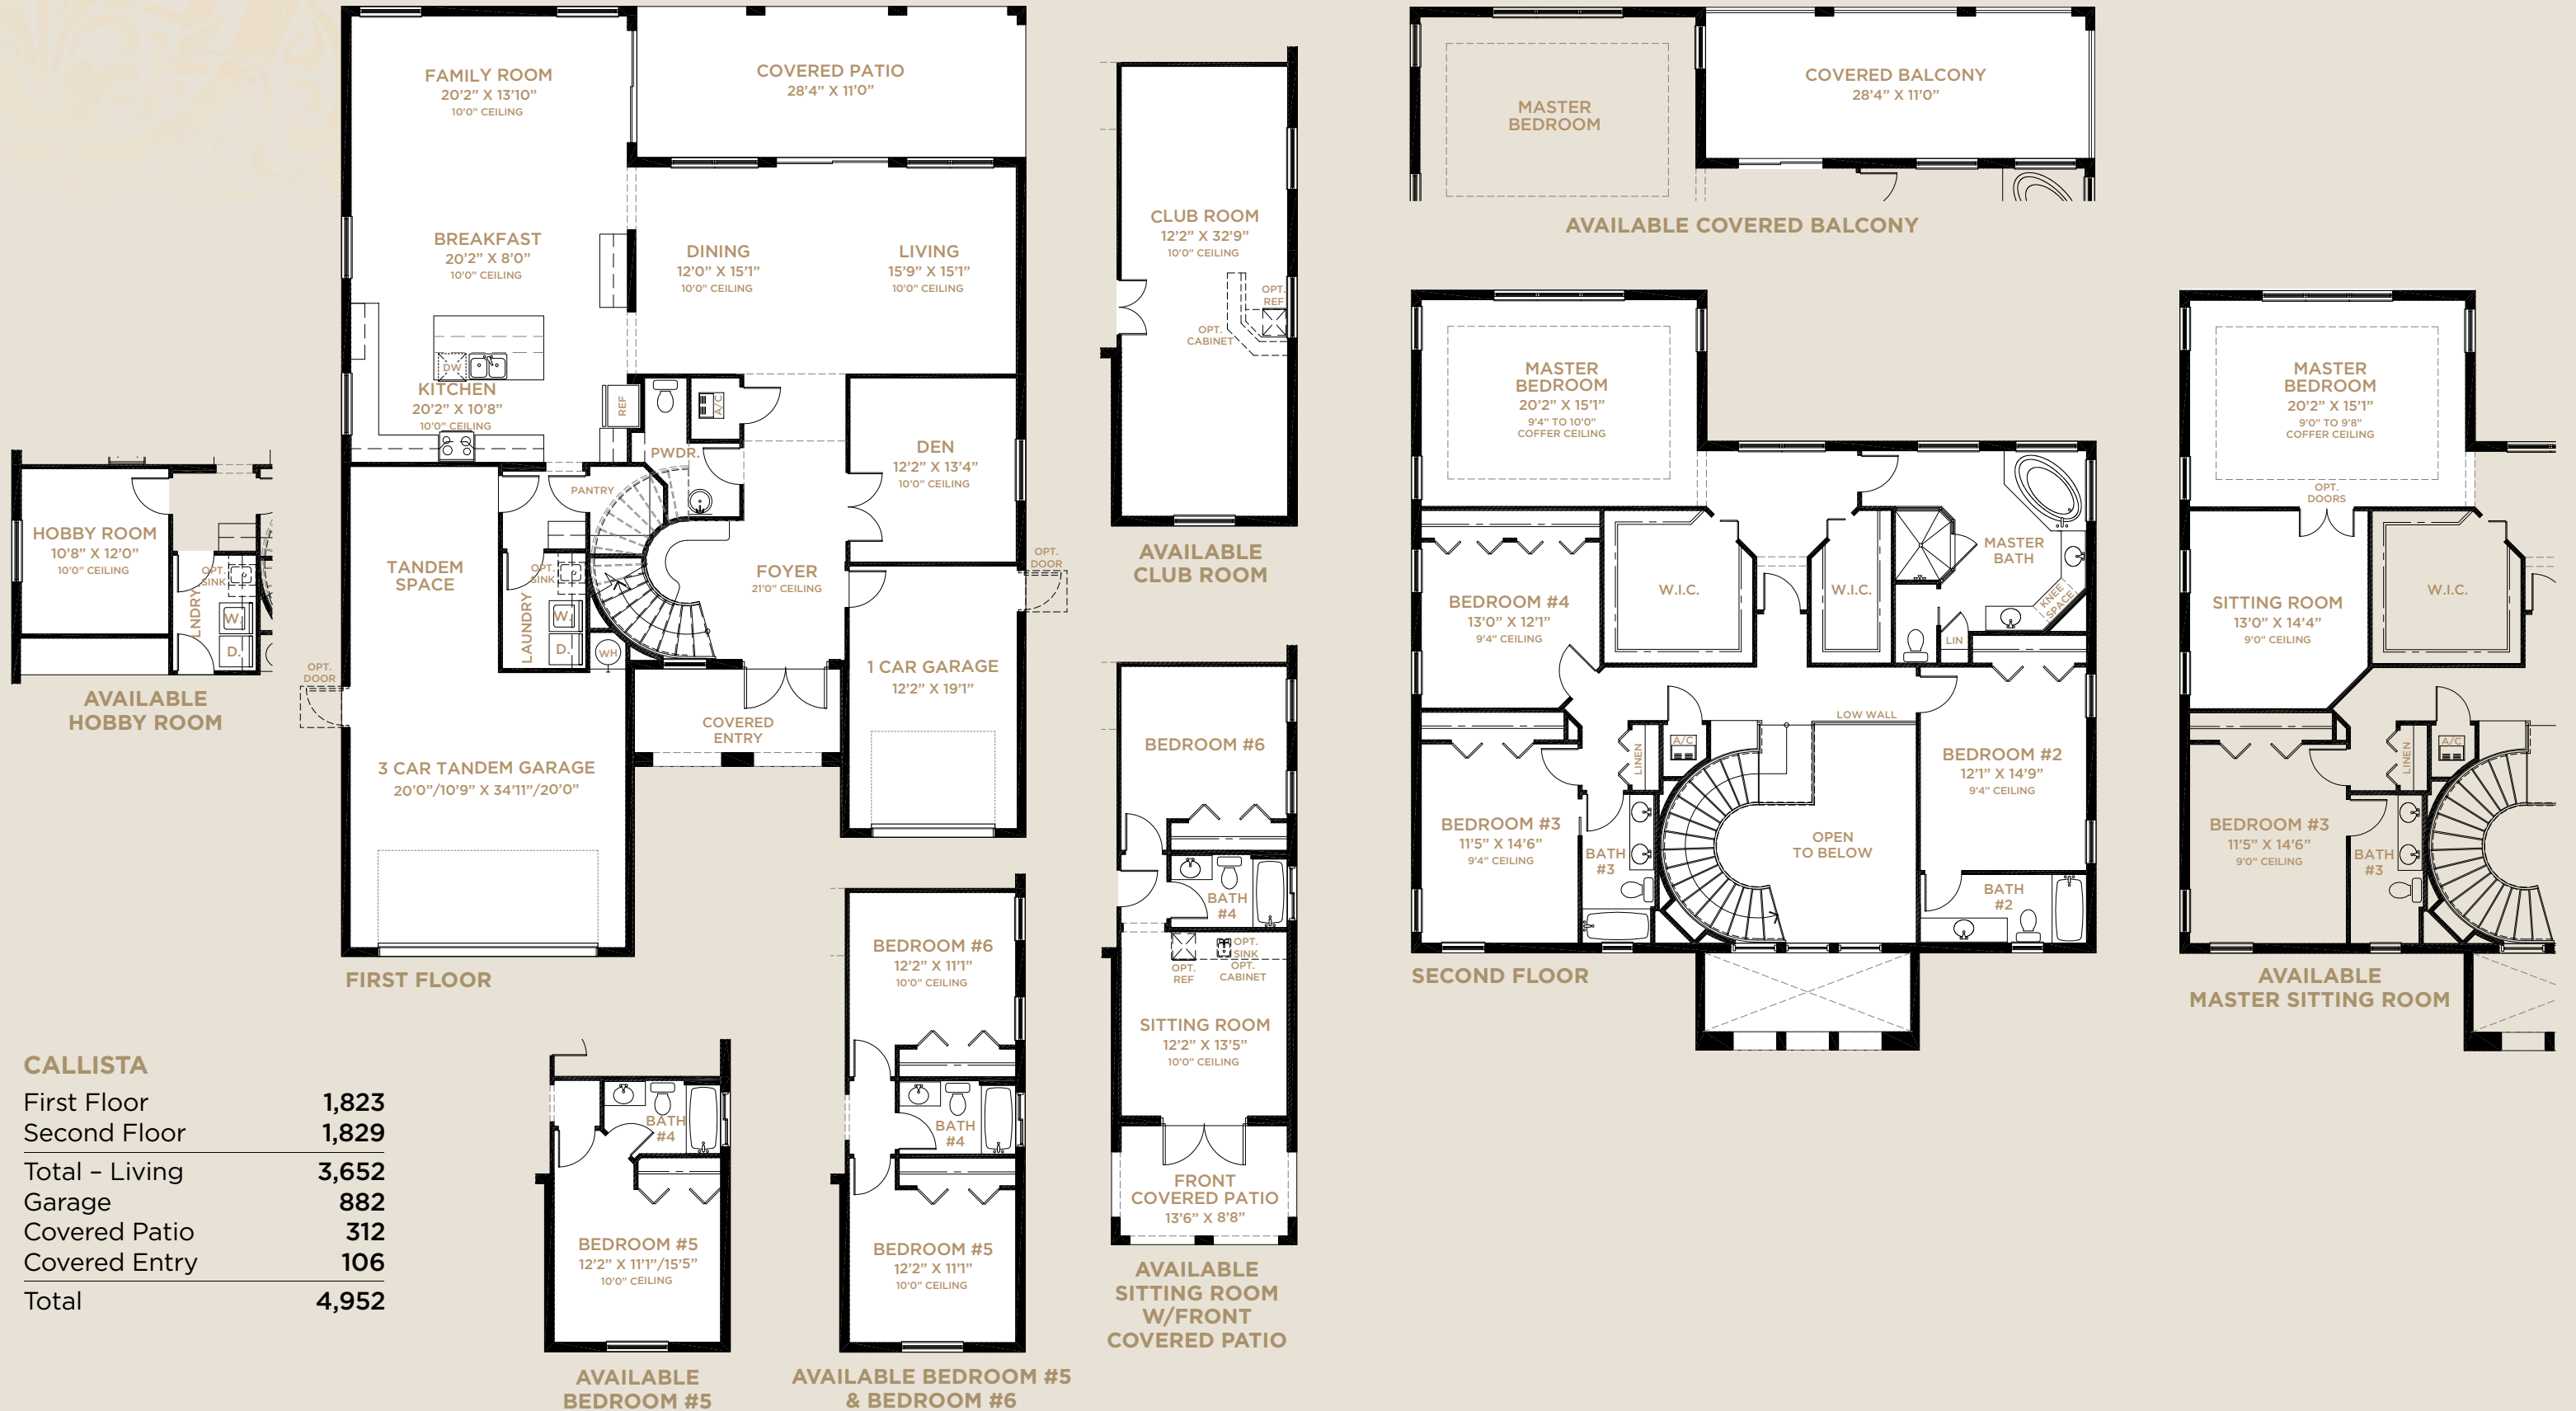 FAMILY ROOM
20'2" X 13'10"
10'0" CEILING
COVERED PATIO
28'4" X 11'0"
BREAKFAST
20'2" X 8'0"
10'0" CEILING
DINING
12'0" X 15'1"
10'0" CEILING
LIVING
15'9" X 15'1"
10'0" CEILING
DW
KITCHEN
20'2" X 10'8"
10'0" CEILING
REF
A/C
PWDR.
DEN
12'2" X 13'4"
10'0" CEILING
PANTRY
TANDEM
SPACE
OPT.
SINK
LAUNDRY
W.
D.
WH
FOYER
21'0" CEILING
OPT.
DOOR
OPT.
DOOR
1 CAR GARAGE
12'2" X 19'1"
COVERED
ENTRY
3 CAR TANDEM GARAGE
20'0"/10'9" X 34'11"/20'0"
FIRST FLOOR
HOBBY ROOM
10'8" X 12'0"
10'0" CEILING
OPT.
SINK
LNDRY
W.
D.
AVAILABLE
HOBBY ROOM
CLUB ROOM
12'2" X 32'9"
10'0" CEILING
OPT.
REF
OPT.
CABINET
AVAILABLE
CLUB ROOM
MASTER
BEDROOM
COVERED BALCONY
28'4" X 11'0"
AVAILABLE COVERED BALCONY
MASTER
BEDROOM
20'2" X 15'1"
9'4" TO 10'0"
COFFER CEILING
BEDROOM #4
13'0" X 12'1"
9'4" CEILING
W.I.C.
W.I.C.
MASTER
BATH
KNEE
SPACE
LIN
LOW WALL
LINEN
A/C
BEDROOM #2
12'1" X 14'9"
9'4" CEILING
BEDROOM #3
11'5" X 14'6"
9'4" CEILING
BATH
#3
OPEN
TO BELOW
BATH
#2
SECOND FLOOR
MASTER
BEDROOM
20'2" X 15'1"
9'0" TO 9'8"
COFFER CEILING
OPT.
DOORS
SITTING ROOM
13'0" X 14'4"
9'0" CEILING
W.I.C.
LINEN
A/C
BEDROOM #3
11'5" X 14'6"
9'0" CEILING
BATH
#3
AVAILABLE
MASTER SITTING ROOM
BEDROOM #6
BATH
#4
OPT.
REF
OPT.
SINK
OPT.
CABINET
SITTING ROOM
12'2" X 13'5"
10'0" CEILING
FRONT
COVERED PATIO
13'6" X 8'8"
AVAILABLE
SITTING ROOM
W/FRONT
COVERED PATIO
BEDROOM #6
12'2" X 11'1"
10'0" CEILING
BATH
#4
BEDROOM #5
12'2" X 11'1"
10'0" CEILING
AVAILABLE BEDROOM #5
& BEDROOM #6
BATH
#4
BEDROOM #5
12'2" X 11'1"/15'5"
10'0" CEILING
AVAILABLE
BEDROOM #5
CALLISTA
First Floor 1,823
Second Floor 1,829
Total – Living 3,652
Garage 882
Covered Patio 312
Covered Entry 106
Total 4,952